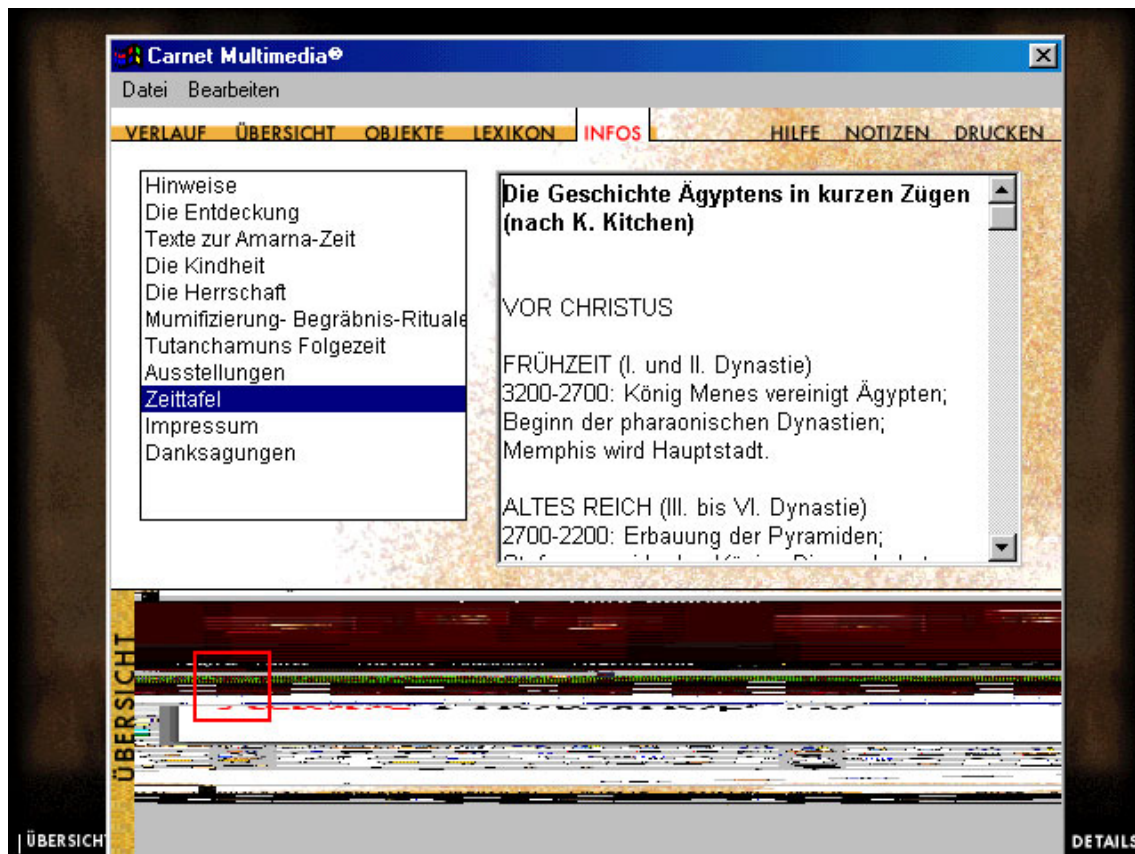 Carnet Multimedia®
Datei Bearbeiten
VERLAUF ÜBERSICHT OBJEKTE LEXIKON INFOS HILFE NOTIZEN DRUCKEN
Hinweise
Die Entdeckung
Texte zur Amarna-Zeit
Die Kindheit
Die Herrschaft
Mumifizierung- Begräbnis-Rituale
Tutanchamuns Folgezeit
Ausstellungen
Zeittafel
Impressum
Danksagungen
Die Geschichte Ägyptens in kurzen Zügen
(nach K. Kitchen)
VOR CHRISTUS
FRÜHZEIT (I. und II. Dynastie)
3200-2700: König Menes vereinigt Ägypten;
Beginn der pharaonischen Dynastien;
Memphis wird Hauptstadt.
ALTES REICH (III. bis VI. Dynastie)
2700-2200: Erbauung der Pyramiden;
ÜBERSICHT
ÜBERSICH
DETAILS